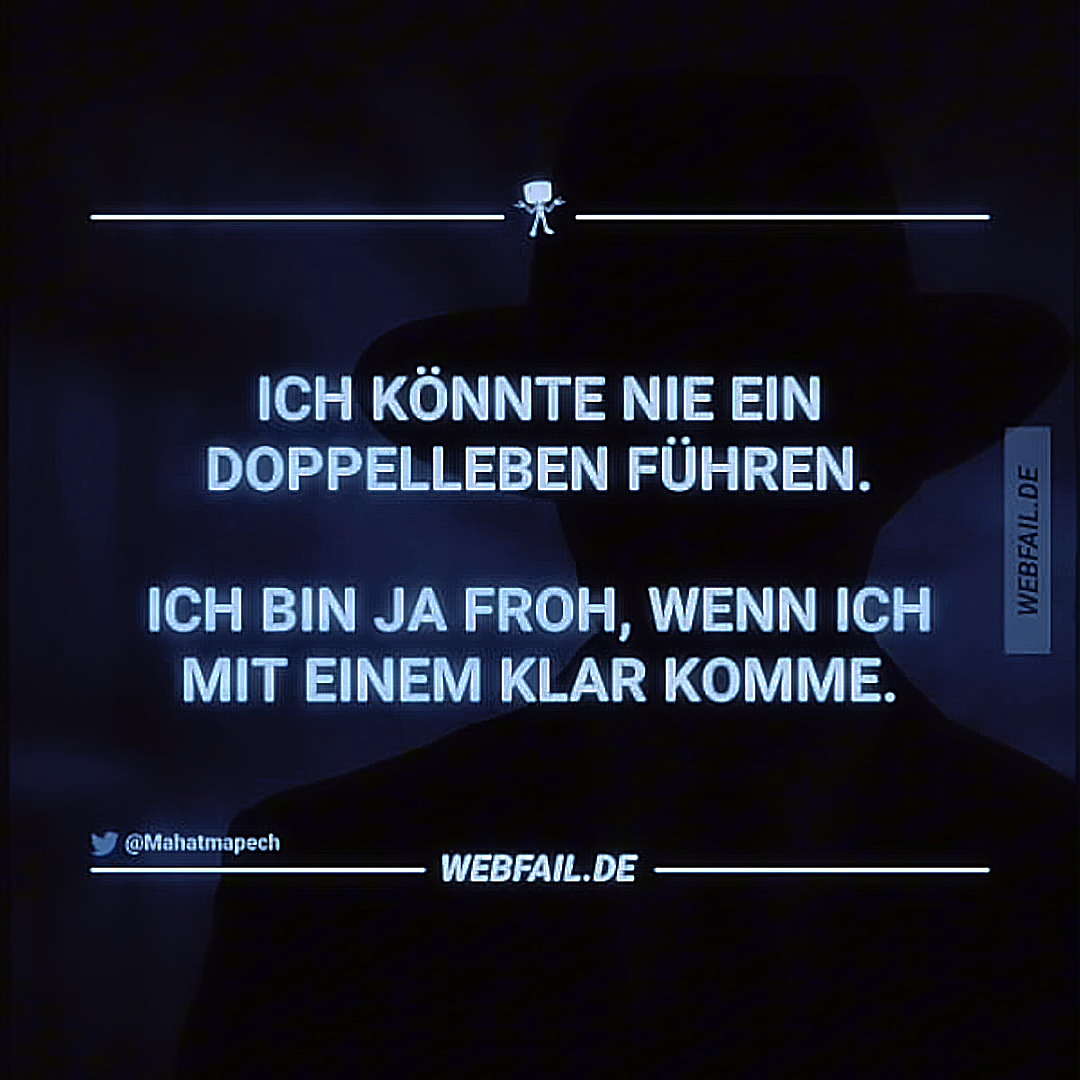 ICH KÖNNTE NIE EIN
DOPPELLEBEN FÜHREN.
ICH BIN JA FROH, WENN ICH
MIT EINEM KLAR KOMME.
WEBFAIL.DE
@Mahatmapech
WEBFAIL.DE